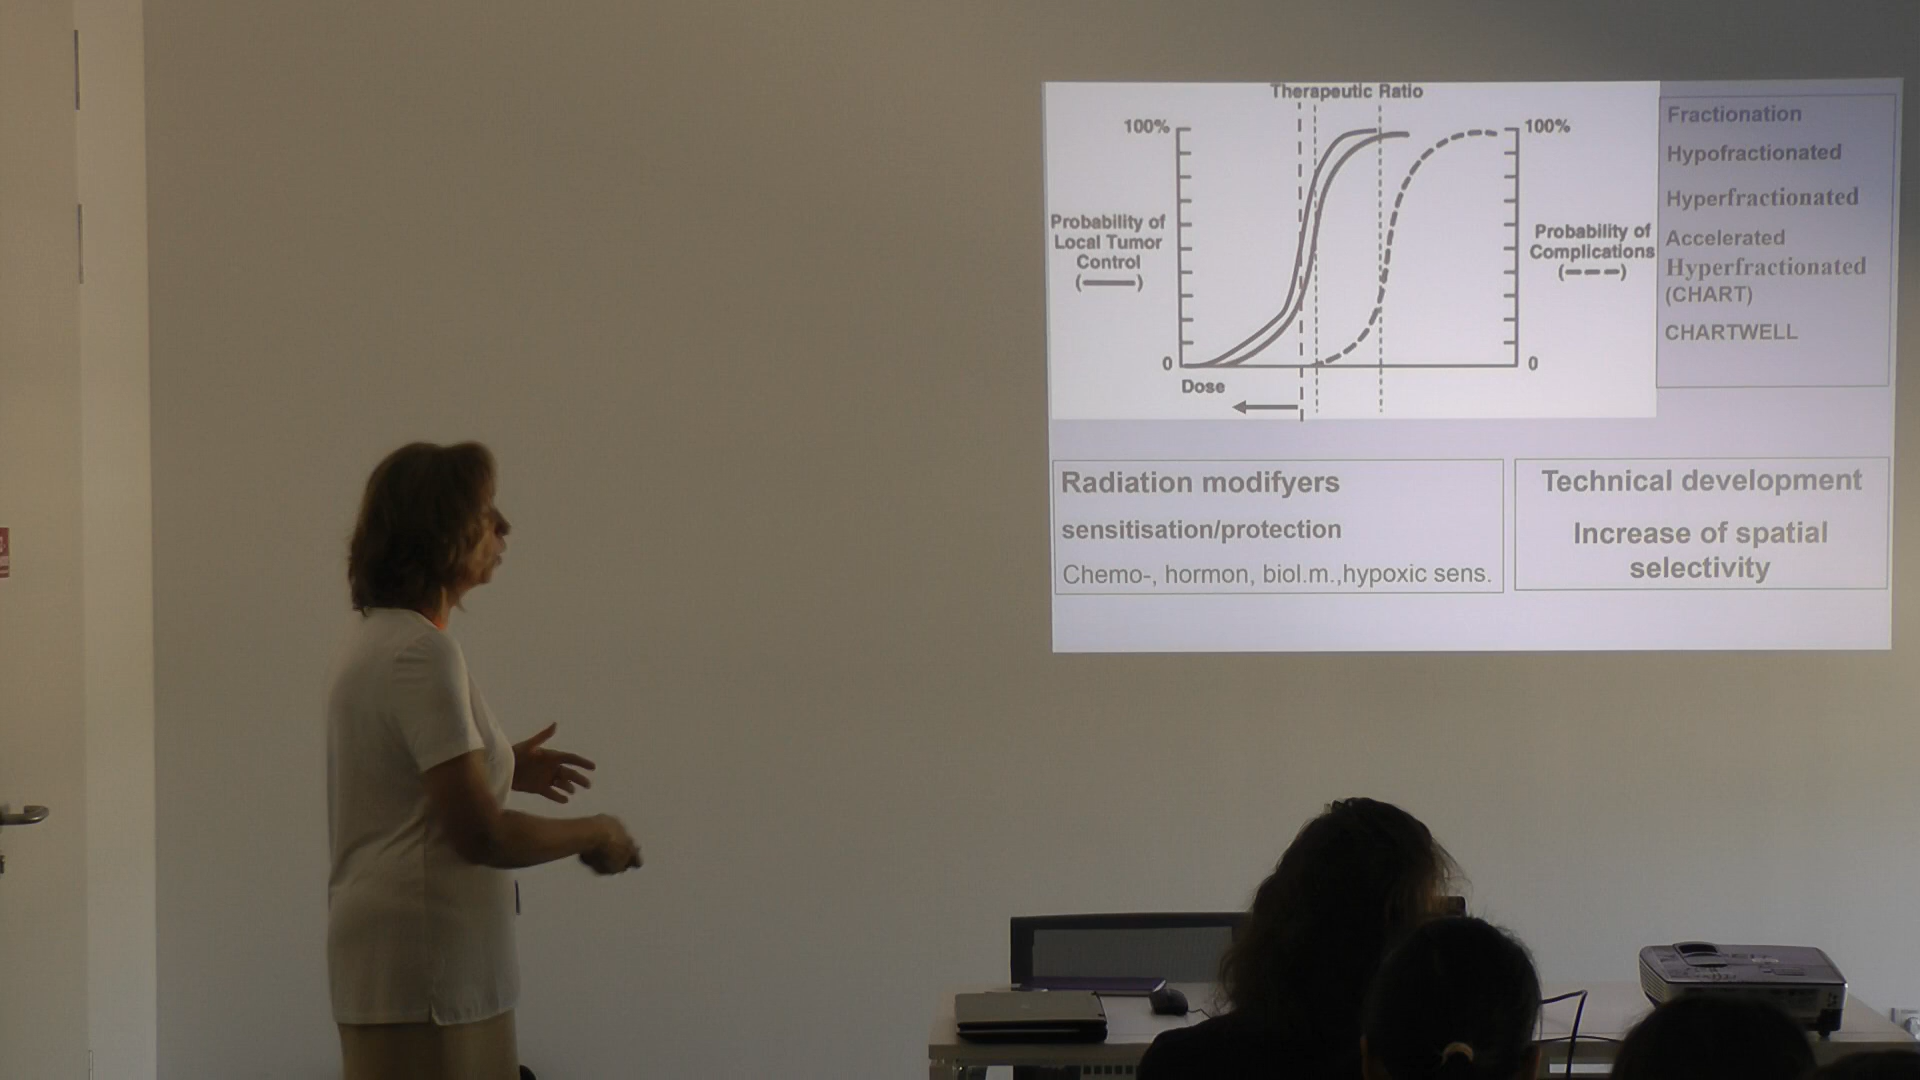 Therapeutic Ratio
100%
100%
Probability of
Local Tumor
Control
(——)
Probability of
Complications
(---)
0
0
Dose
Fractionation
Hypofractionated
Hyperfractionated
Accelerated
Hyperfractionated
(CHART)
CHARTWELL
Radiation modifyers
sensitisation/protection
Chemo-, hormon, biol.m.,hypoxic sens.
Technical development
Increase of spatial
selectivity